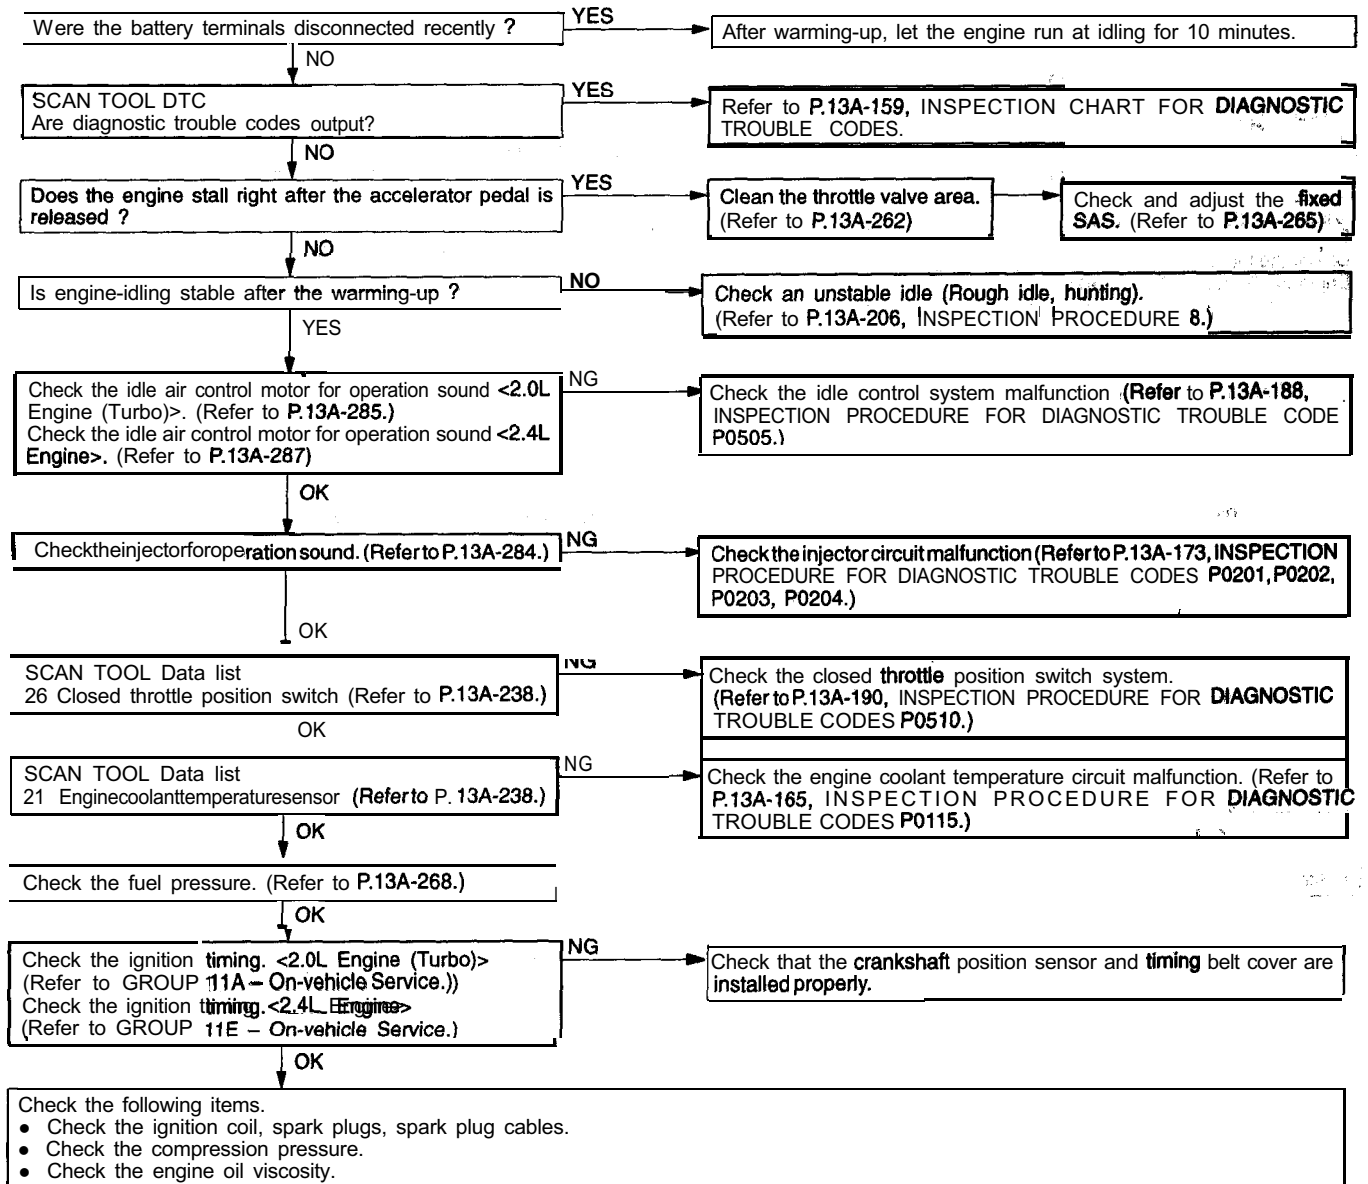 Were the battery terminals disconnected recently ?
YES
After warming-up, let the engine run at idling for 10 minutes.
NO
SCAN TOOL DTC
Are diagnostic trouble codes output?
YES
Refer to P.13A-159, INSPECTION CHART FOR DIAGNOSTIC
TROUBLE CODES.
NO
Does the engine stall right after the accelerator pedal is
released ?
YES
Clean the throttle valve area.
(Refer to P.13A-262)
Check and adjust the fixed
SAS. (Refer to P.13A-265)
NO
Is engine-idling stable after the warming-up ?
NO
Check an unstable idle (Rough idle, hunting).
(Refer to P.13A-206, INSPECTION PROCEDURE 8.)
YES
Check the idle air control motor for operation sound <2.0L
Engine (Turbo)>. (Refer to P.13A-285.)
Check the idle air control motor for operation sound <2.4L
Engine>. (Refer to P.13A-287)
NG
Check the idle control system malfunction (Refer to P.13A-188,
INSPECTION PROCEDURE FOR DIAGNOSTIC TROUBLE CODE
P0505.)
OK
Check the injector for operation sound. (Refer to P.13A-284.)
NG
Check the injector circuit malfunction (Refer to P.13A-173, INSPECTION
PROCEDURE FOR DIAGNOSTIC TROUBLE CODES P0201, P0202,
P0203, P0204.)
OK
SCAN TOOL Data list
26 Closed throttle position switch (Refer to P.13A-238.)
NG
Check the closed throttle position switch system.
(Refer to P.13A-190, INSPECTION PROCEDURE FOR DIAGNOSTIC
TROUBLE CODES P0510.)
OK
SCAN TOOL Data list
21 Engine coolant temperature sensor (Refer to P. 13A-238.)
NG
Check the engine coolant temperature circuit malfunction. (Refer to
P.13A-165, INSPECTION PROCEDURE FOR DIAGNOSTIC
TROUBLE CODES P0115.)
OK
Check the fuel pressure. (Refer to P.13A-268.)
OK
Check the ignition timing. <2.0L Engine (Turbo)>
(Refer to GROUP 11A – On-vehicle Service.))
Check the ignition timing. <2.4L Engine>
(Refer to GROUP 11E – On-vehicle Service.)
NG
Check that the crankshaft position sensor and timing belt cover are
installed properly.
OK
Check the following items.
● Check the ignition coil, spark plugs, spark plug cables.
● Check the compression pressure.
● Check the engine oil viscosity.